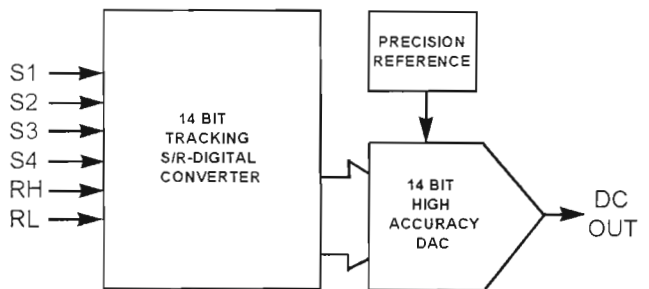 S1
S2
S3
S4
RH
RL
14 BIT
TRACKING
S/R-DIGITAL
CONVERTER
PRECISION
REFERENCE
14 BIT
HIGH
ACCURACY
DAC
DC
OUT